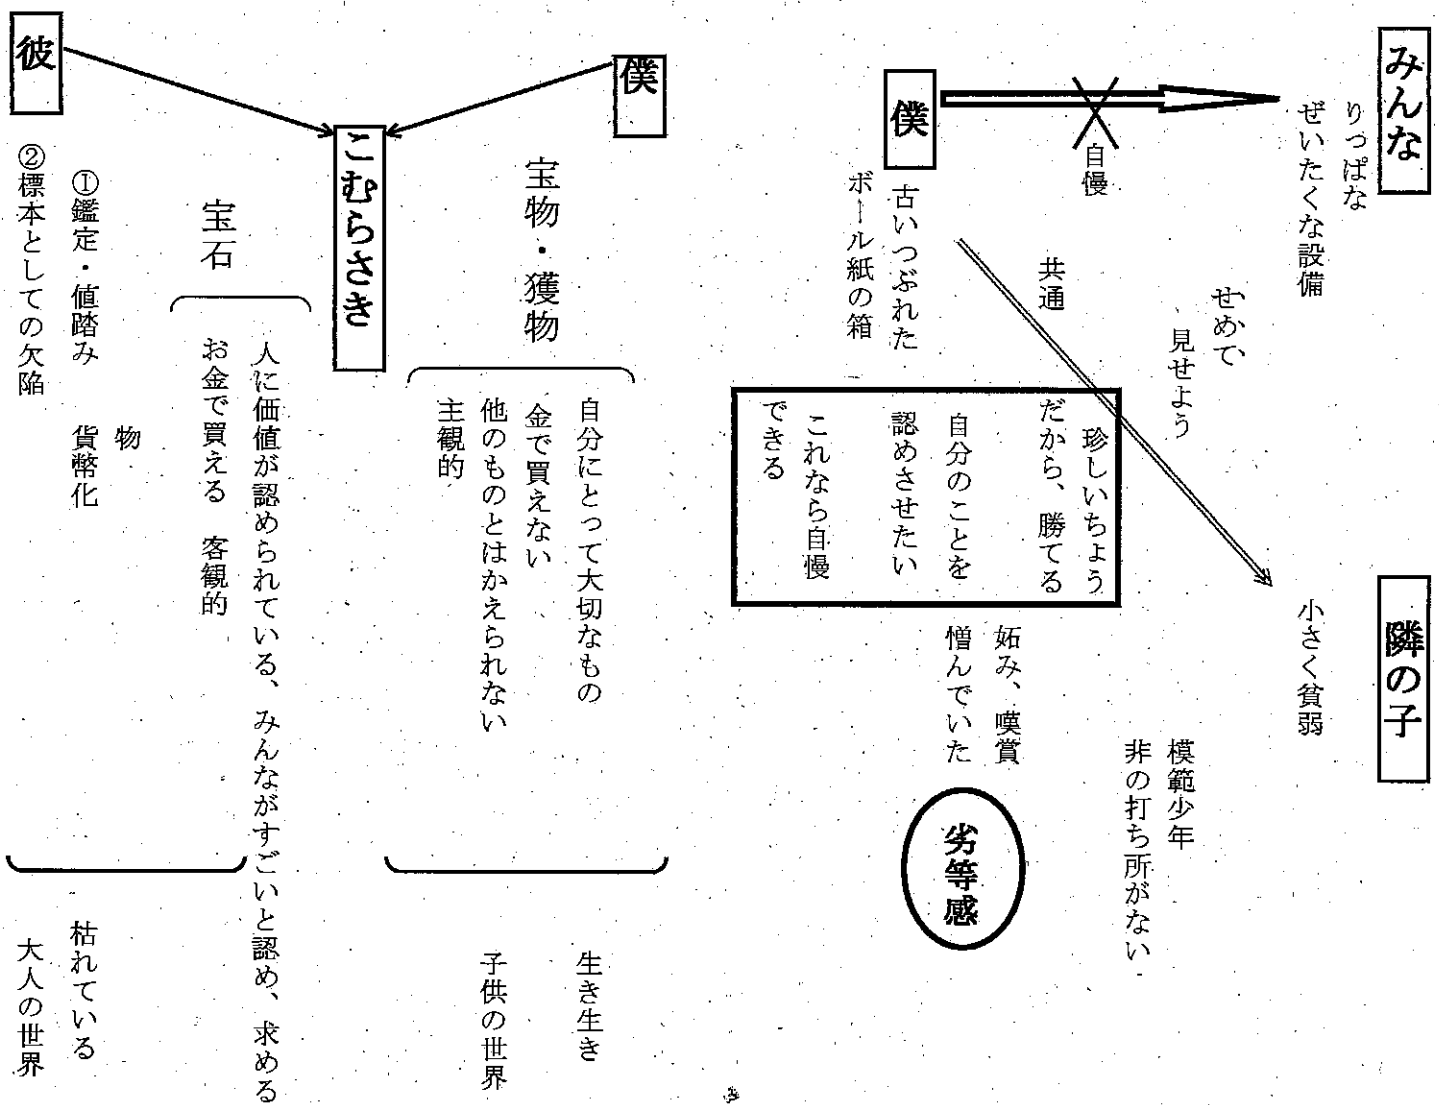 みんな
りっぱな
ぜいたくな設備
自慢
僕
古いつぶれた
ボール紙の箱
せめて、
見せよう
共通
隣の子
小さく貧弱
模範少年
非の打ち所がない
珍しいちょう
だから、勝てる
自分のことを
認めさせたい
これなら自慢
できる
妬み、嘆賞
憎んでいた
劣等感
僕
宝物・獲物
自分にとって大切なもの
金で買えない
他のものとはかえられない
主観的
生き生き
子供の世界
こむらさき
彼
宝石
人に価値が認められている、みんながすごいと認め、求める
お金で買える　客観的
物
①鑑定・値踏み　貨幣化
②標本としての欠陥
枯れている
大人の世界